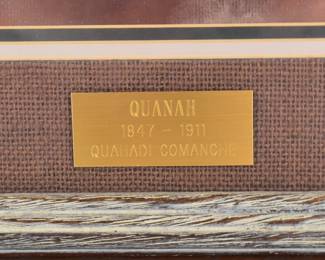 QUANAH
1847 - 1911
QUAHADI COMANCHE